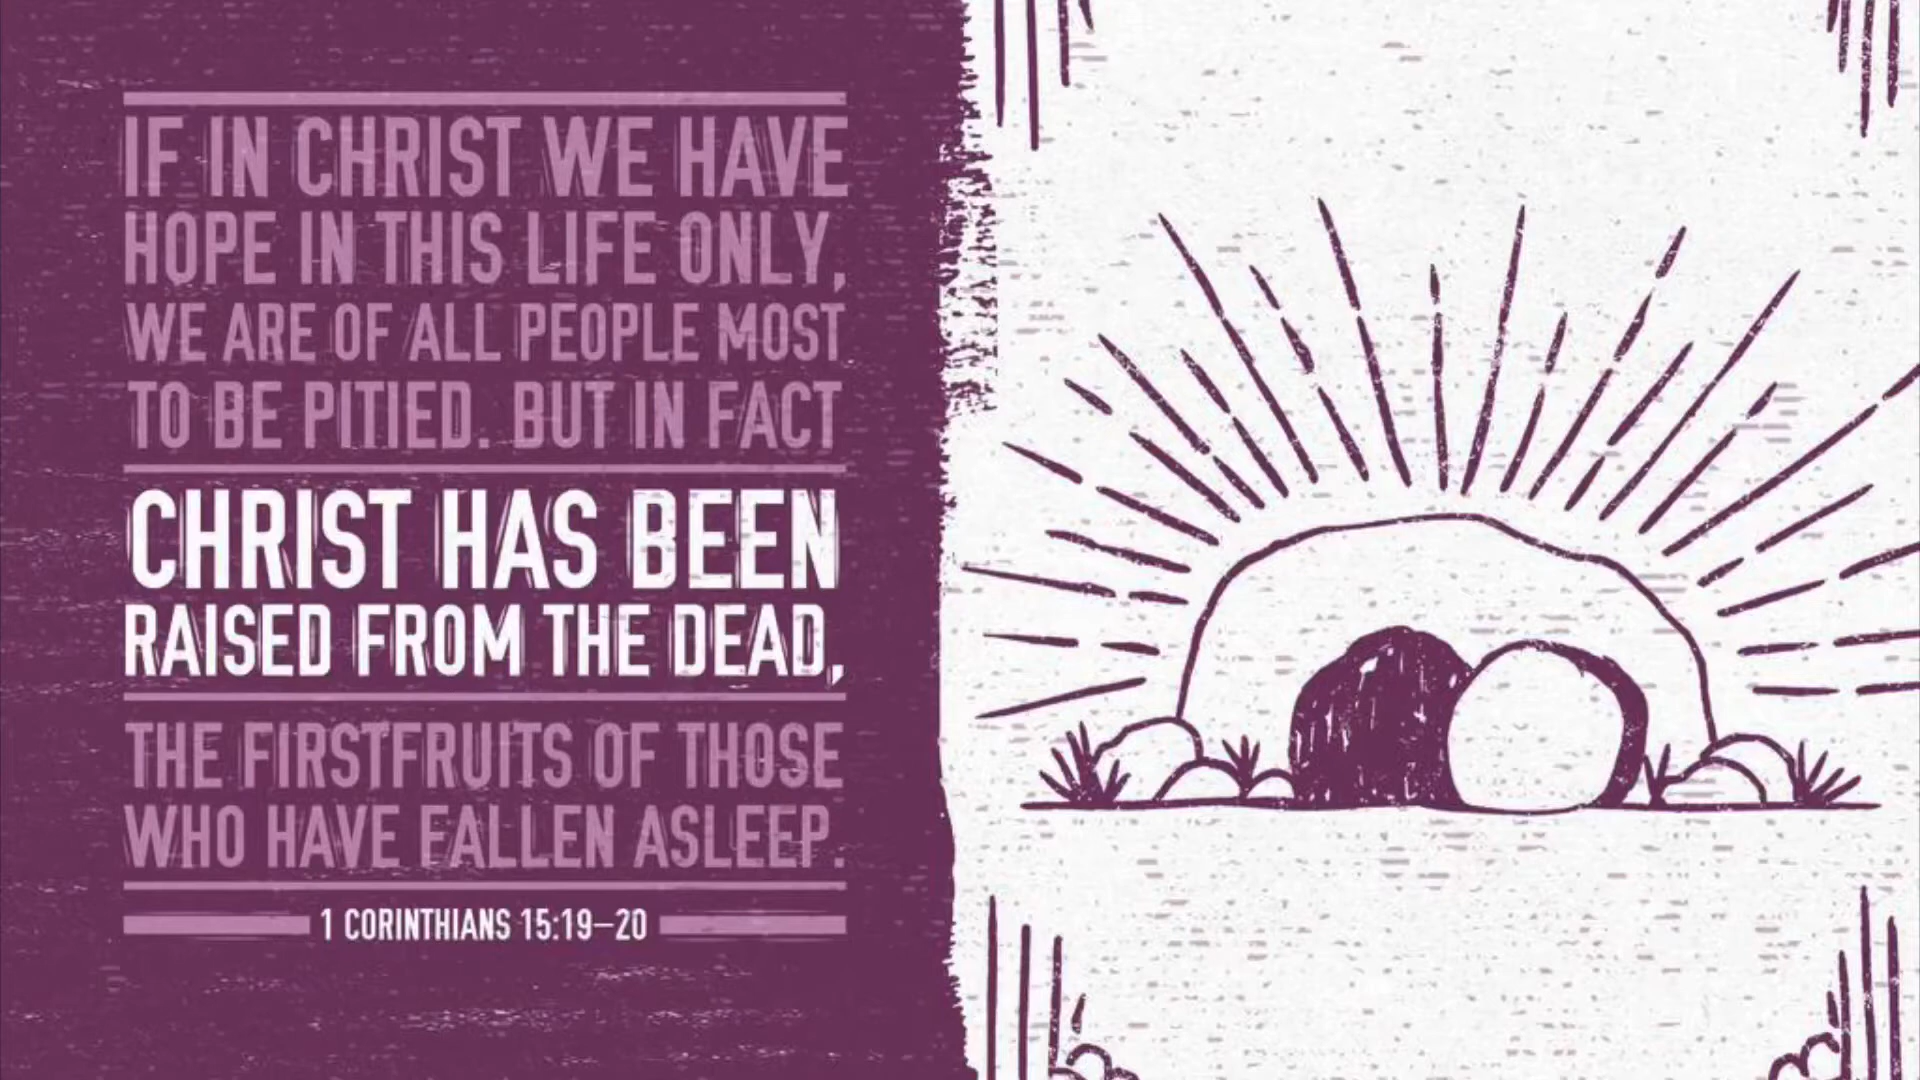 IF IN CHRIST WE HAVE
HOPE IN THIS LIFE ONLY,
WE ARE OF ALL PEOPLE MOST
TO BE PITIED. BUT IN FACT
CHRIST HAS BEEN
RAISED FROM THE DEAD,
THE FIRSTFRUITS OF THOSE
WHO HAVE FALLEN ASLEEP.
1 CORINTHIANS 15:19–20